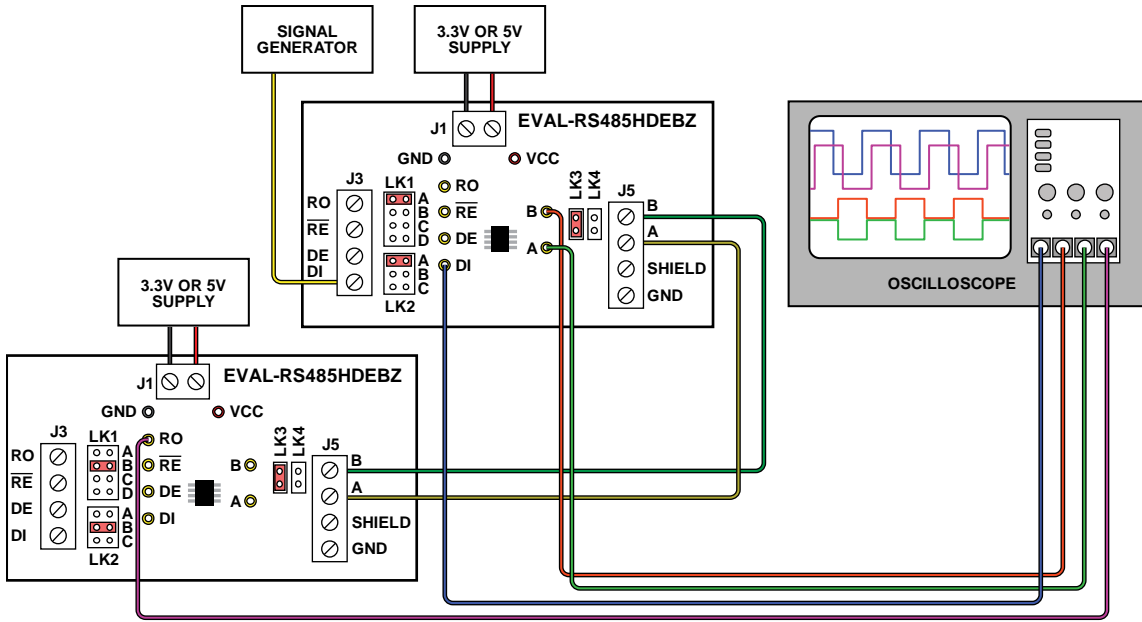 SIGNAL
GENERATOR
3.3V OR 5V
SUPPLY
J1
EVAL-RS485HDEBZ
GND
VCC
J3
LK1
RO
RE
DE
DI
A
B
C
D
RO
RE
DE
DI
A
B
C
LK2
B
A
LK3
LK4
J5
B
A
SHIELD
GND
OSCILLOSCOPE
3.3V OR 5V
SUPPLY
J1
EVAL-RS485HDEBZ
GND
VCC
J3
LK1
RO
RE
DE
DI
A
B
C
D
RO
RE
DE
DI
A
B
C
LK2
B
A
LK3
LK4
J5
B
A
SHIELD
GND